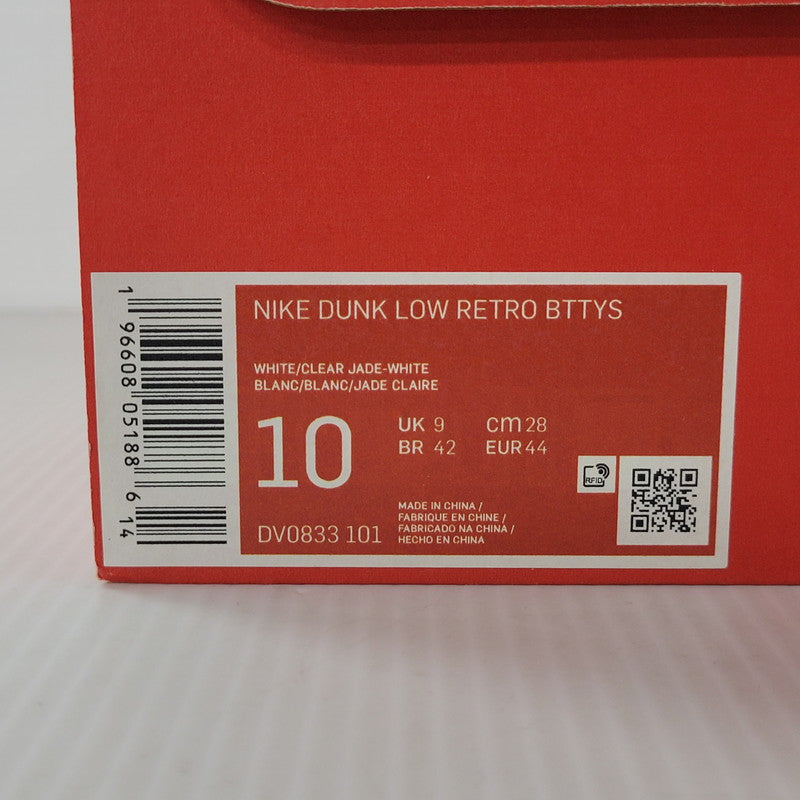 1 96608 05188 6 14
NIKE DUNK LOW RETRO BTTYS
WHITE/CLEAR JADE-WHITE
BLANC/BLANC/JADE CLAIRE
10
UK 9 cm 28
BR 42 EUR 44
DV0833 101
MADE IN CHINA /
FABRIQUE EN CHINE /
FABRICADO NA CHINA /
HECHO EN CHINA
RFID